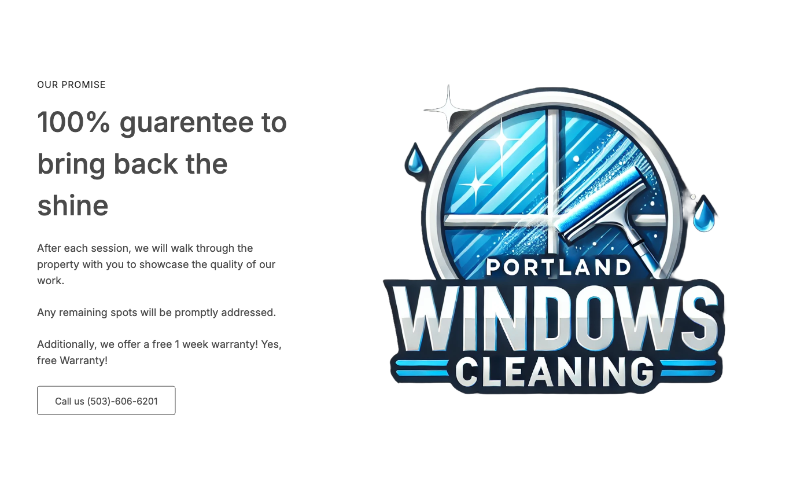 OUR PROMISE
100% guarentee to
bring back the
shine
After each session, we will walk through the
property with you to showcase the quality of our
work.
Any remaining spots will be promptly addressed.
Additionally, we offer a free 1 week warranty! Yes,
free Warranty!
Call us (503)-606-6201
PORTLAND
WINDOWS
CLEANING